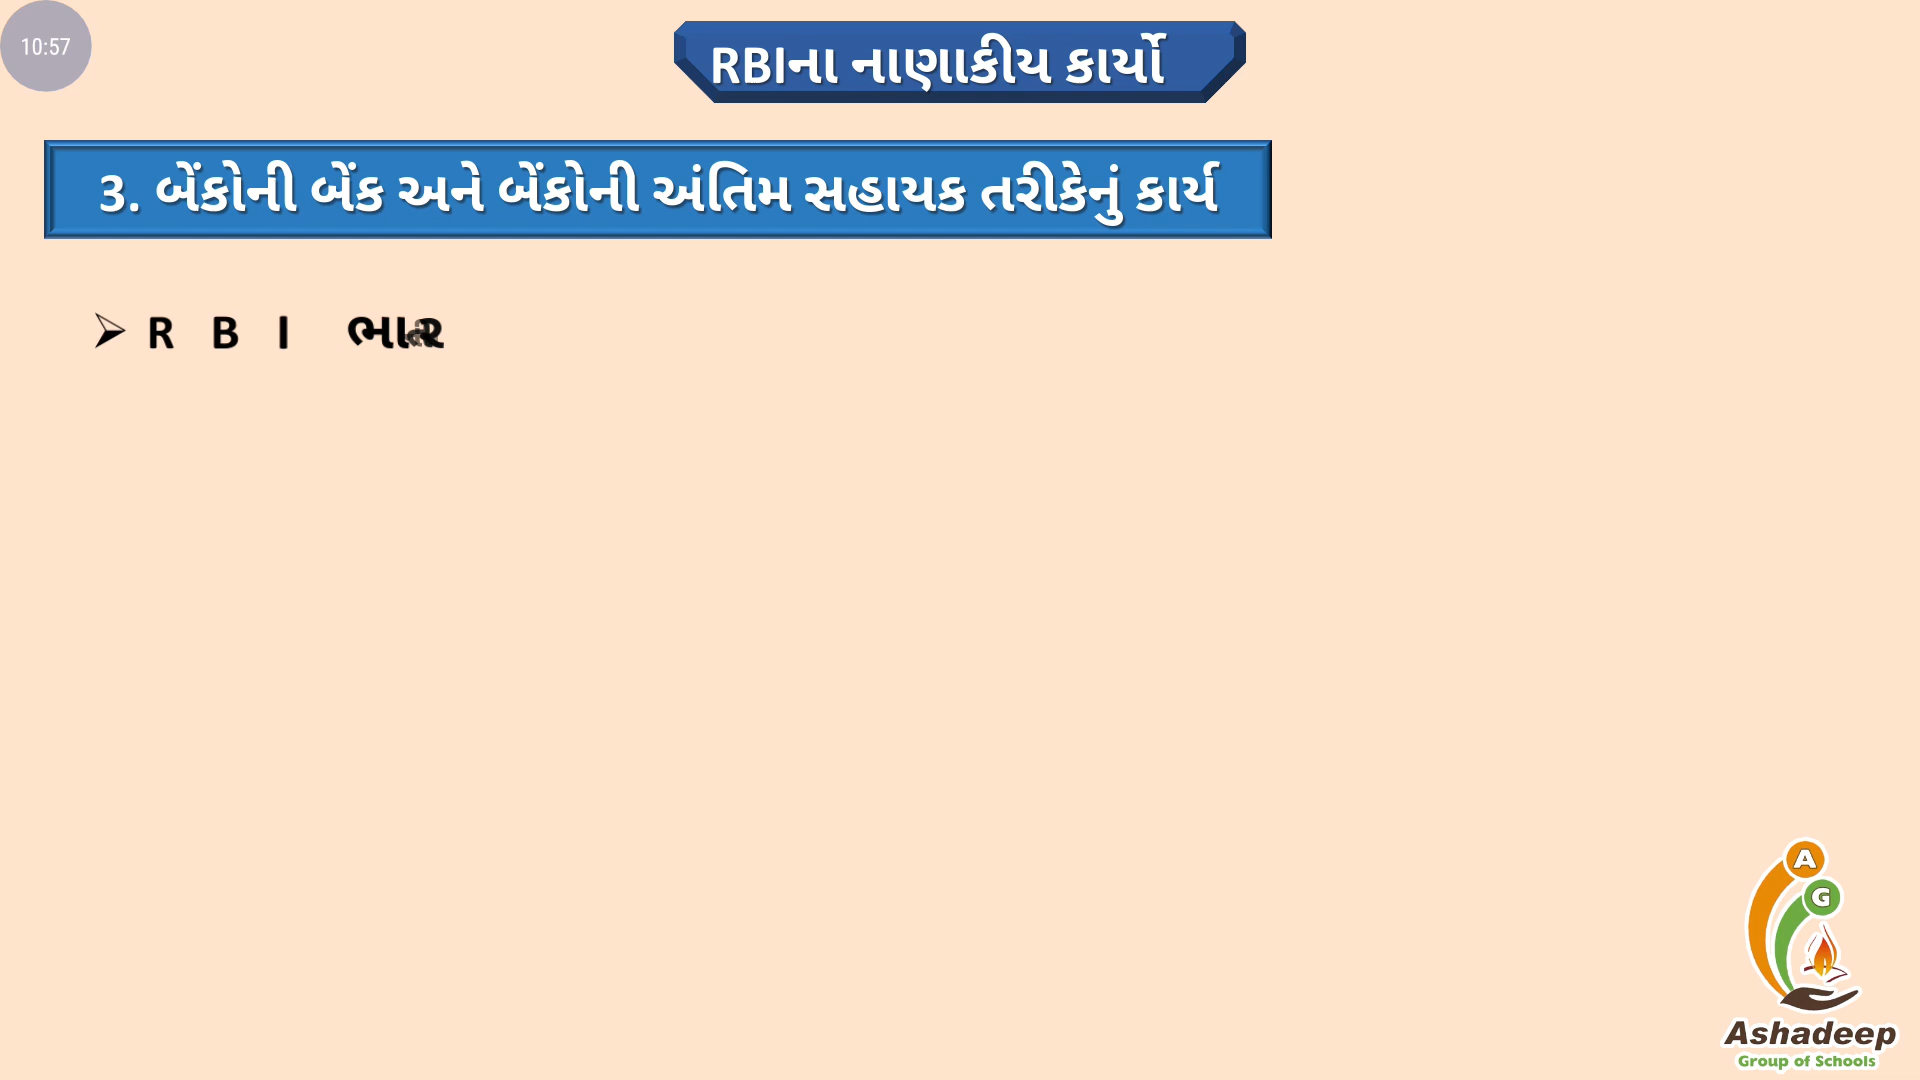 10:57
RBIના નાણાકીય કાર્યો
3. બેંકોની બેંક અને બેંકોની અંતિમ સહાયક તરીકેનું કાર્ય
➢ R B I
A
G
Ashadeep
Group of Schools